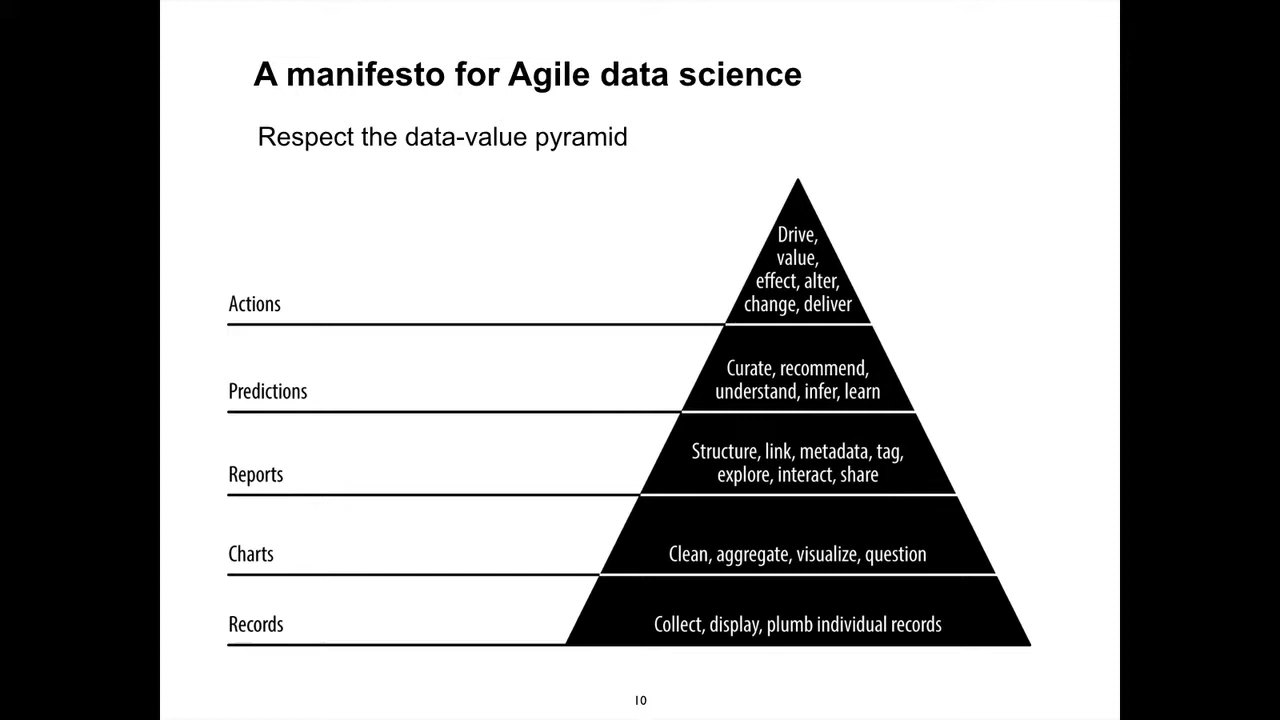 A manifesto for Agile data science
Respect the data-value pyramid
Drive,
value,
effect, alter,
change, deliver
Actions
Curate, recommend,
understand, infer, learn
Predictions
Structure, link, metadata, tag,
explore, interact, share
Reports
Clean, aggregate, visualize, question
Charts
Collect, display, plumb individual records
Records
10